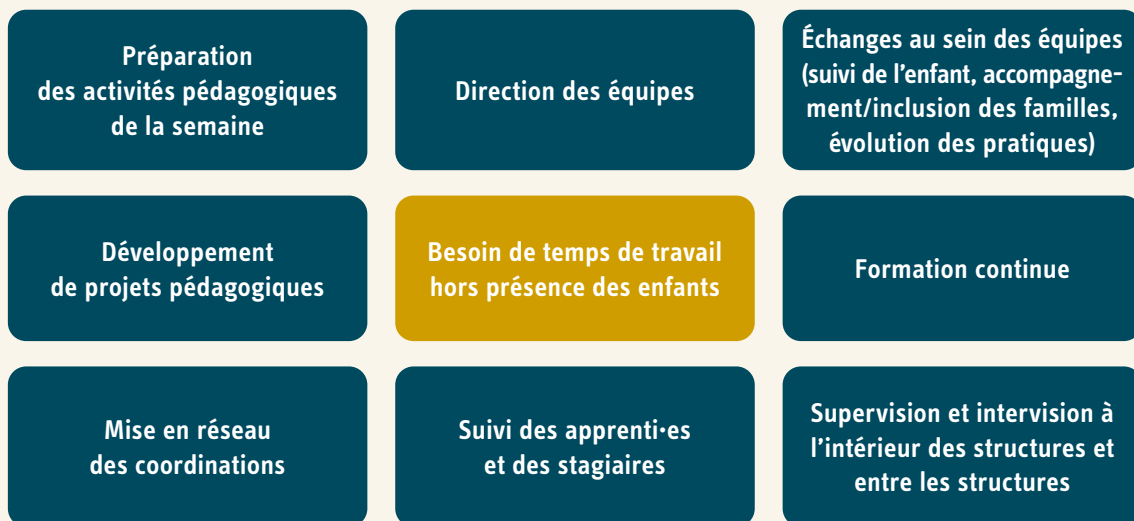 Préparation
des activités pédagogiques
de la semaine
Direction des équipes
Échanges au sein des équipes
(suivi de l'enfant, accompagne-
ment/inclusion des familles,
évolution des pratiques)
Développement
de projets pédagogiques
Besoin de temps de travail
hors présence des enfants
Formation continue
Mise en réseau
des coordinations
Suivi des apprenti·es
et des stagiaires
Supervision et intervision à
l'intérieur des structures et
entre les structures